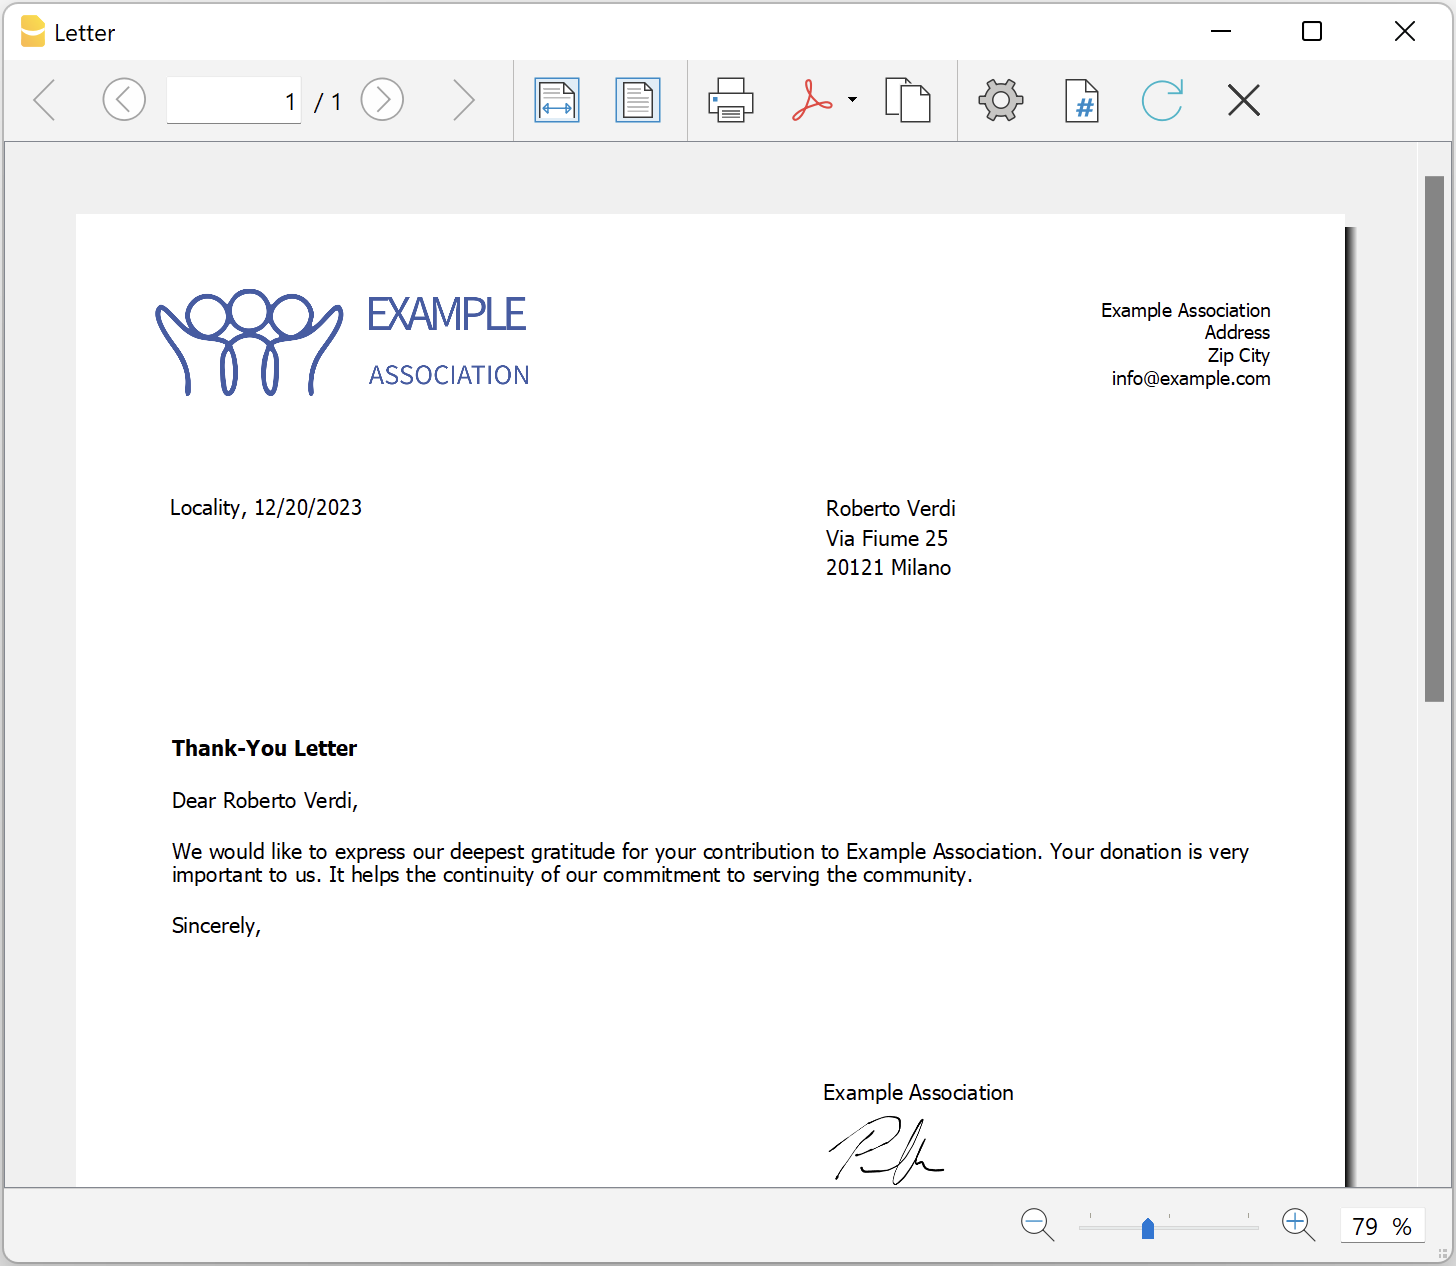 Letter
1 / 1
#
EXAMPLE
ASSOCIATION
Example Association
Address
Zip City
info@example.com
Locality, 12/20/2023
Roberto Verdi
Via Fiume 25
20121 Milano
Thank-You Letter
Dear Roberto Verdi,
We would like to express our deepest gratitude for your contribution to Example Association. Your donation is very
important to us. It helps the continuity of our commitment to serving the community.
Sincerely,
Example Association
79 %